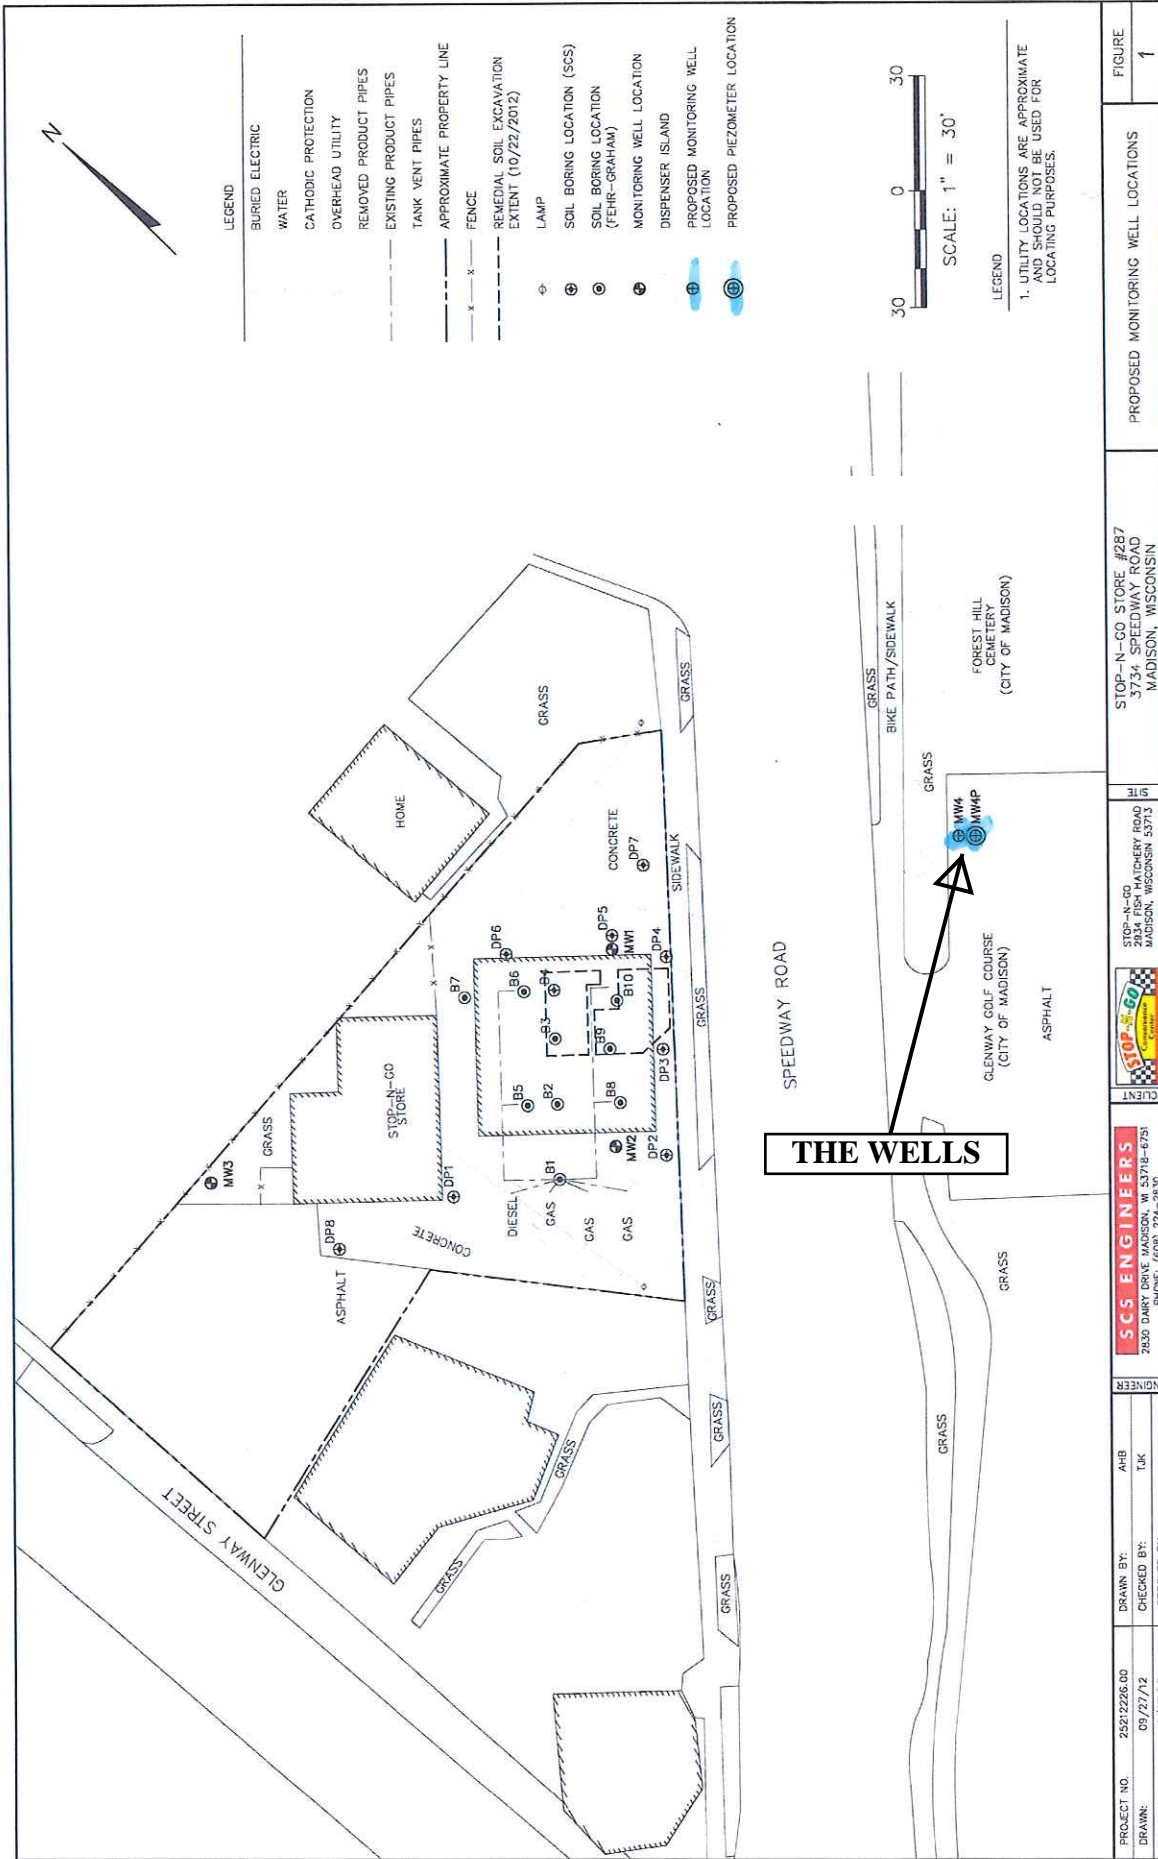 N
LEGEND
BURIED ELECTRIC
WATER
CATHODIC PROTECTION
OVERHEAD UTILITY
REMOVED PRODUCT PIPES
EXISTING PRODUCT PIPES
TANK VENT PIPES
APPROXIMATE PROPERTY LINE
x x FENCE
REMEDIAL SOIL EXCAVATION
EXTENT (10/22/2012)
LAMP
SOIL BORING LOCATION (SCS)
SOIL BORING LOCATION
(FEHR-GRAHAM)
MONITORING WELL LOCATION
DISPENSER ISLAND
PROPOSED MONITORING WELL
LOCATION
PROPOSED PIEZOMETER LOCATION
30 0 30
SCALE: 1" = 30'
LEGEND
1. UTILITY LOCATIONS ARE APPROXIMATE
AND SHOULD NOT BE USED FOR
LOCATING PURPOSES.
GLENWAY STREET
ASPHALT
DP8
MW3
GRASS
STOP-N-GO
STORE
HOME
GRASS
CONCRETE
DP1
B7
DP6
B6
B4
B3
B5
B2
B1
B8
B9
B10
DP5
MW1
DP4
DP3
DP2
MW2
DP7
CONCRETE
DIESEL
GAS
GAS
GAS
SIDEWALK
GRASS
GRASS
GRASS
GRASS
GRASS
GRASS
GRASS
SPEEDWAY ROAD
GRASS
BIKE PATH/SIDEWALK
GRASS
FOREST HILL
CEMETERY
(CITY OF MADISON)
MW4
MW4P
GLENWAY GOLF COURSE
(CITY OF MADISON)
ASPHALT
GRASS
GRASS
THE WELLS
PROJECT NO. 25212226.00
DRAWN: 09/27/12
DRAWN BY: AHB
CHECKED BY: TJK
ENGINEER
SCS ENGINEERS
2830 DAIRY DRIVE MADISON, WI 53718-6751
PHONE: (608) 224-2830
CLIENT
STOP-N-GO
Convenience
Center
STOP-N-GO
2934 FISH HATCHERY ROAD
MADISON, WISCONSIN 53713
SITE
STOP-N-GO STORE #287
3734 SPEEDWAY ROAD
MADISON, WISCONSIN
PROPOSED MONITORING WELL LOCATIONS
FIGURE
1